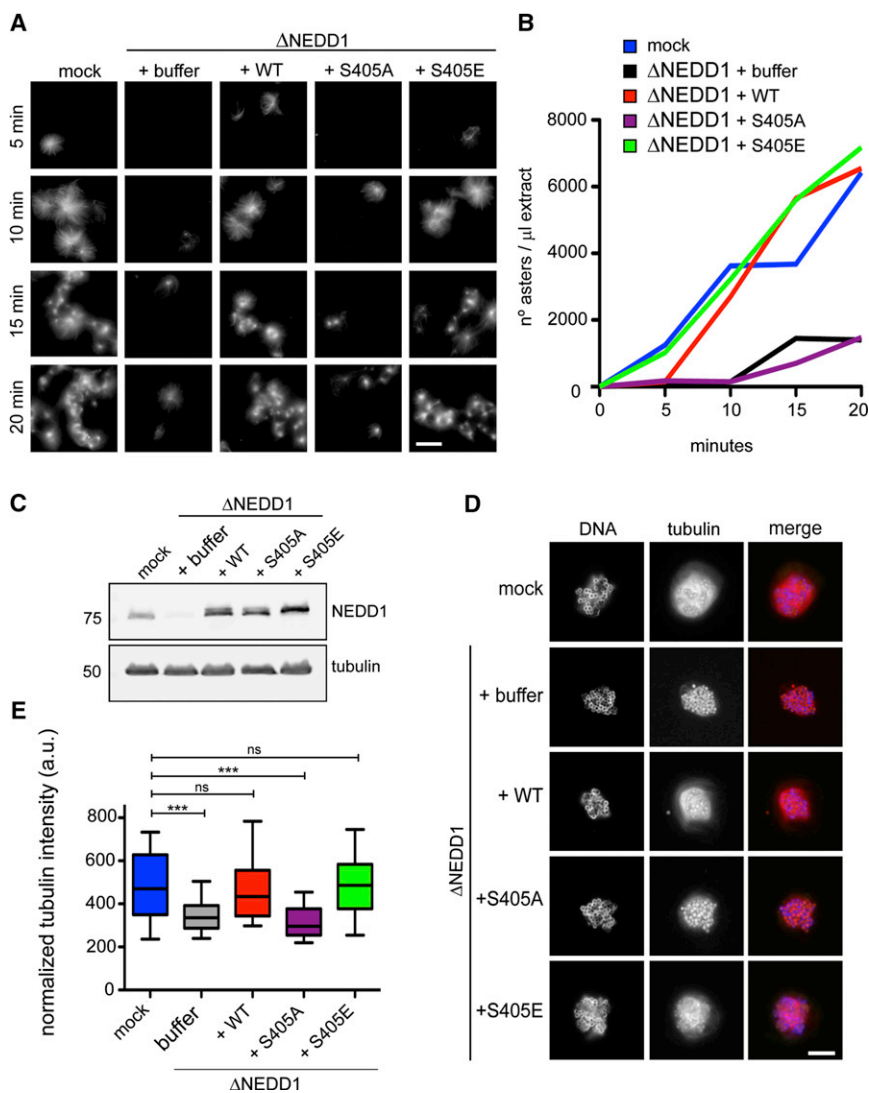 A
ΔNEDD1
mock
+ buffer
+ WT
+ S405A
+ S405E
5 min
10 min
15 min
20 min
B
mock
ΔNEDD1 + buffer
ΔNEDD1 + WT
ΔNEDD1 + S405A
ΔNEDD1 + S405E
nº asters / µl extract
8000
6000
4000
2000
0
0 5 10 15 20
minutes
C
ΔNEDD1
mock
+ buffer
+ WT
+ S405A
+ S405E
75
NEDD1
50
tubulin
D
DNA tubulin merge
mock
ΔNEDD1
+ buffer
+ WT
+S405A
+S405E
E
normalized tubulin intensity (a.u.)
ns
***
ns
***
800
600
400
200
0
mock
buffer
+ WT
+ S405A
+ S405E
ΔNEDD1